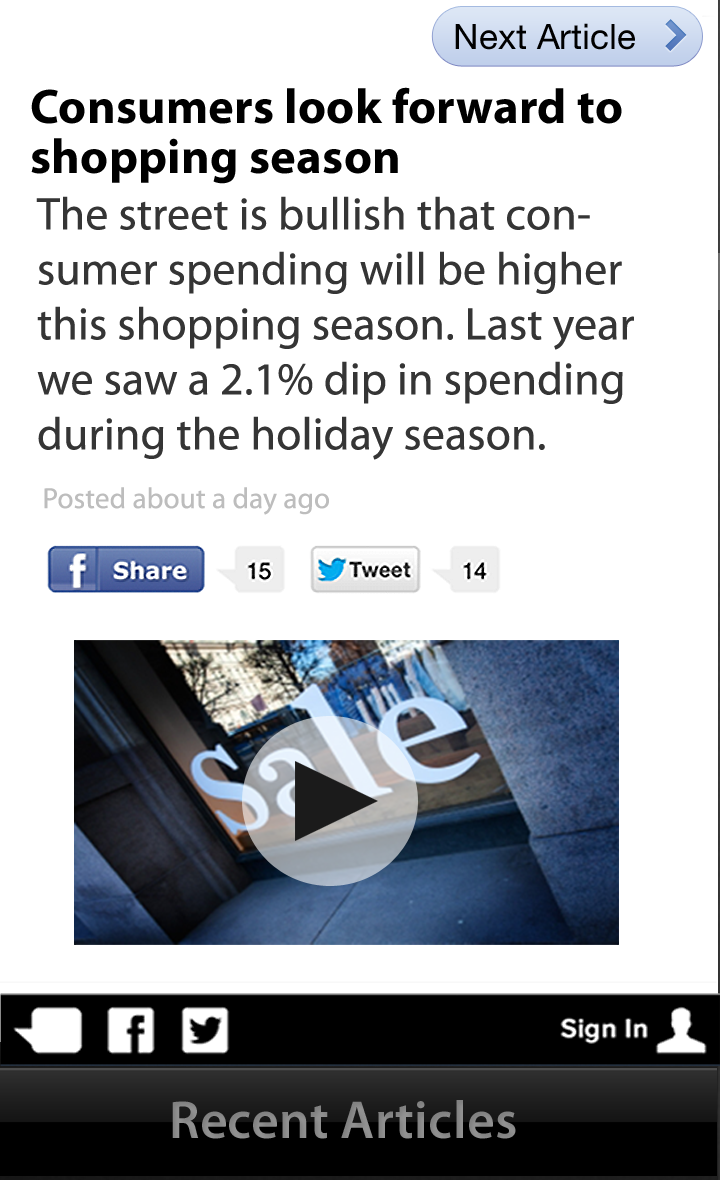 Next Article
Consumers look forward to
shopping season
The street is bullish that con-
sumer spending will be higher
this shopping season. Last year
we saw a 2.1% dip in spending
during the holiday season.
Posted about a day ago
f Share 15 Tweet 14
sale
f Sign In
Recent Articles